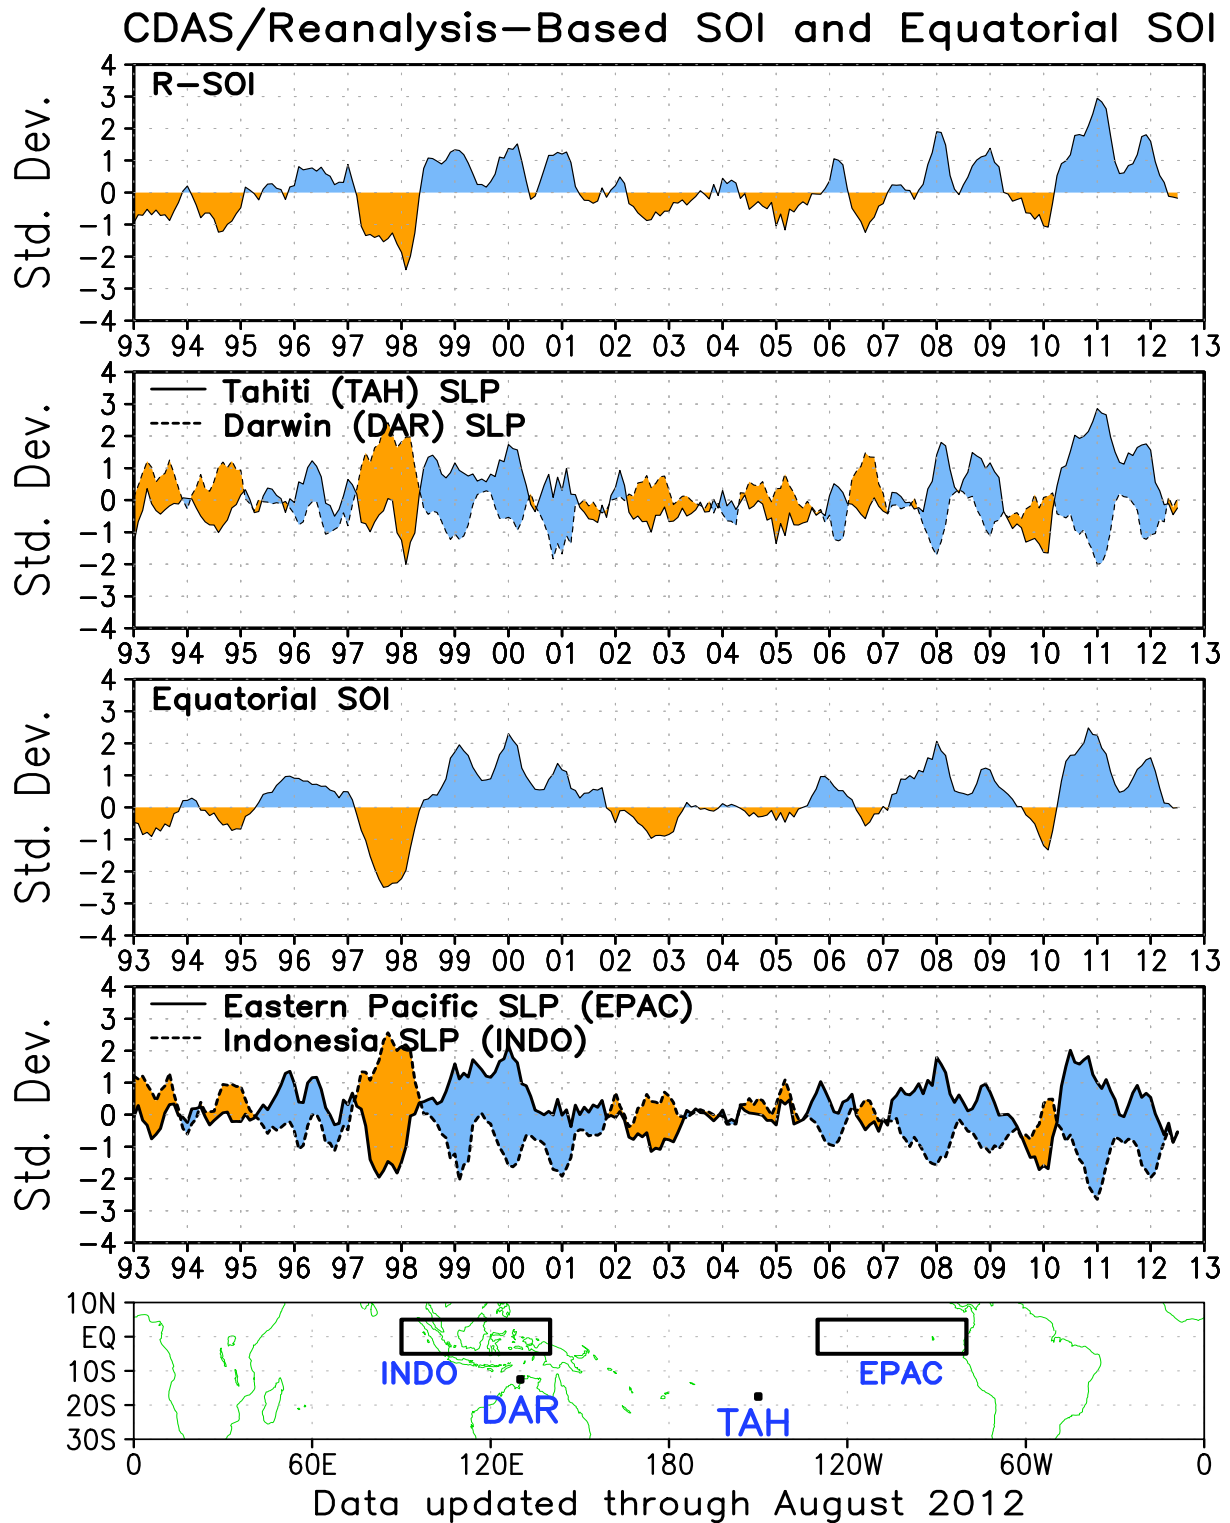 CDAS/Reanalysis-Based SOI and Equatorial SOI
R-SOI
Std. Dev.
4
3
2
1
0
-1
-2
-3
-4
93 94 95 96 97 98 99 00 01 02 03 04 05 06 07 08 09 10 11 12 13
Tahiti (TAH) SLP
Darwin (DAR) SLP
Std. Dev.
4
3
2
1
0
-1
-2
-3
-4
93 94 95 96 97 98 99 00 01 02 03 04 05 06 07 08 09 10 11 12 13
Equatorial SOI
Std. Dev.
4
3
2
1
0
-1
-2
-3
-4
93 94 95 96 97 98 99 00 01 02 03 04 05 06 07 08 09 10 11 12 13
Eastern Pacific SLP (EPAC)
Indonesia SLP (INDO)
Std. Dev.
4
3
2
1
0
-1
-2
-3
-4
93 94 95 96 97 98 99 00 01 02 03 04 05 06 07 08 09 10 11 12 13
10N
EQ
10S
20S
30S
INDO
EPAC
DAR
TAH
0 60E 120E 180 120W 60W 0
Data updated through August 2012